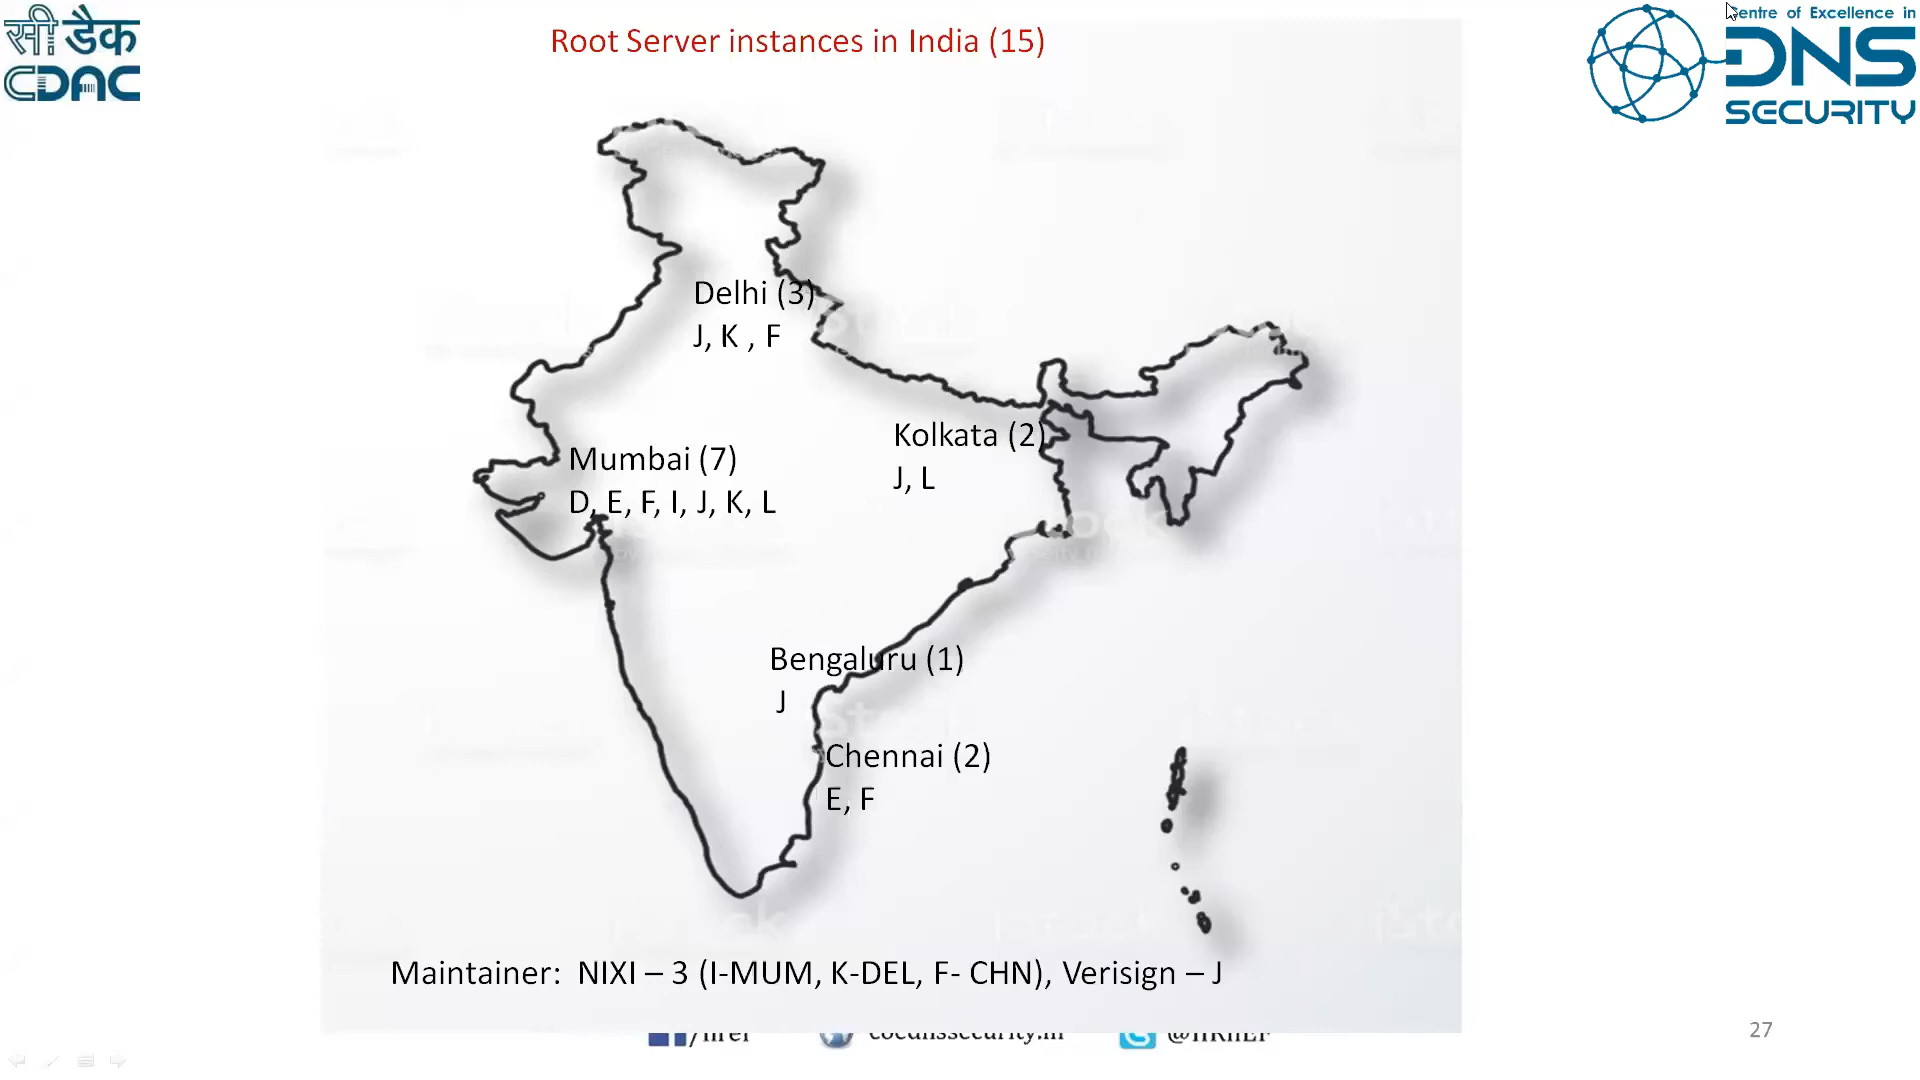 सी डैक
CDAC
Root Server instances in India (15)
entre of Excellence in
DNS
SECURITY
Delhi (3)
J, K , F
Kolkata (2)
J, L
Mumbai (7)
D, E, F, I, J, K, L
Bengaluru (1)
J
Chennai (2)
E, F
Maintainer: NIXI – 3 (I-MUM, K-DEL, F- CHN), Verisign – J
27